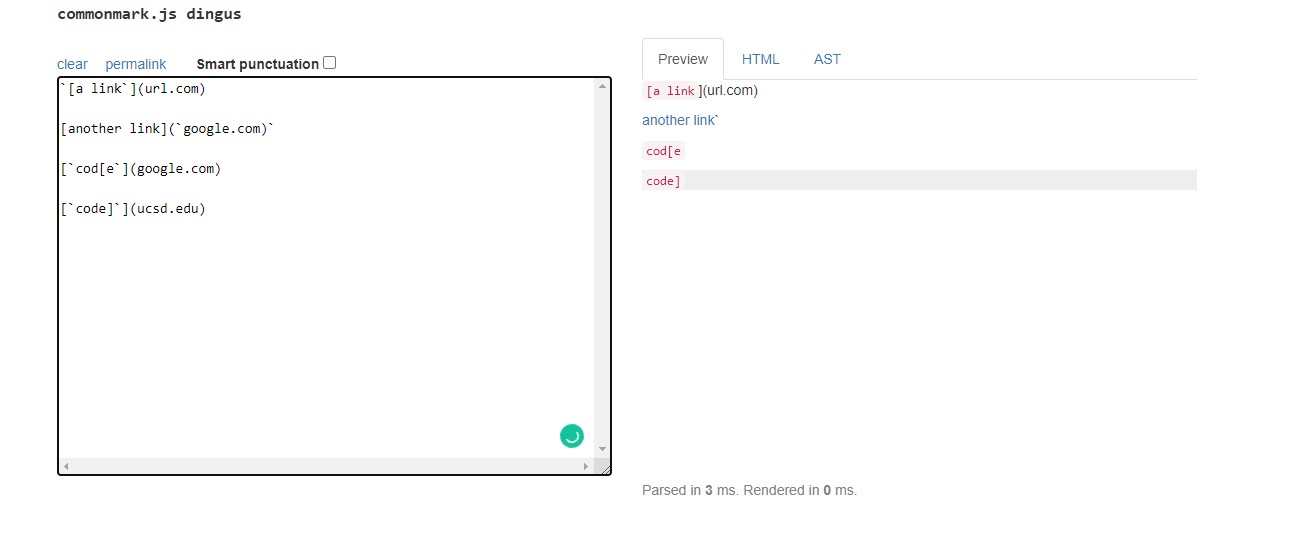 commonmark.js dingus
clear permalink Smart punctuation
Preview HTML AST
`[a link`](url.com)
[another link](`google.com)`
[`cod[e`](google.com)
[`code]`](ucsd.edu)
[a link](url.com)
another link`
cod[e
code]
Parsed in 3 ms. Rendered in 0 ms.